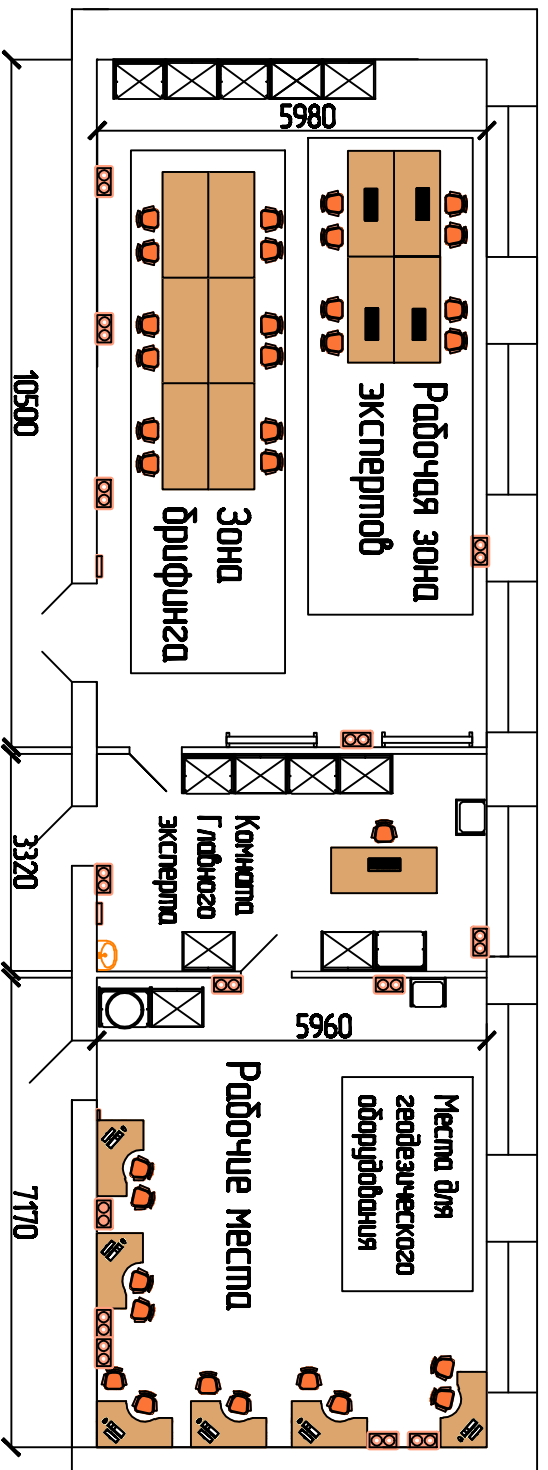 5980
Рабочая зона
экспертов
Зона
брифинга
10500
Комната
Главного
эксперта
3320
5960
Места для
геодезического
оборудования
Рабочие места
7170